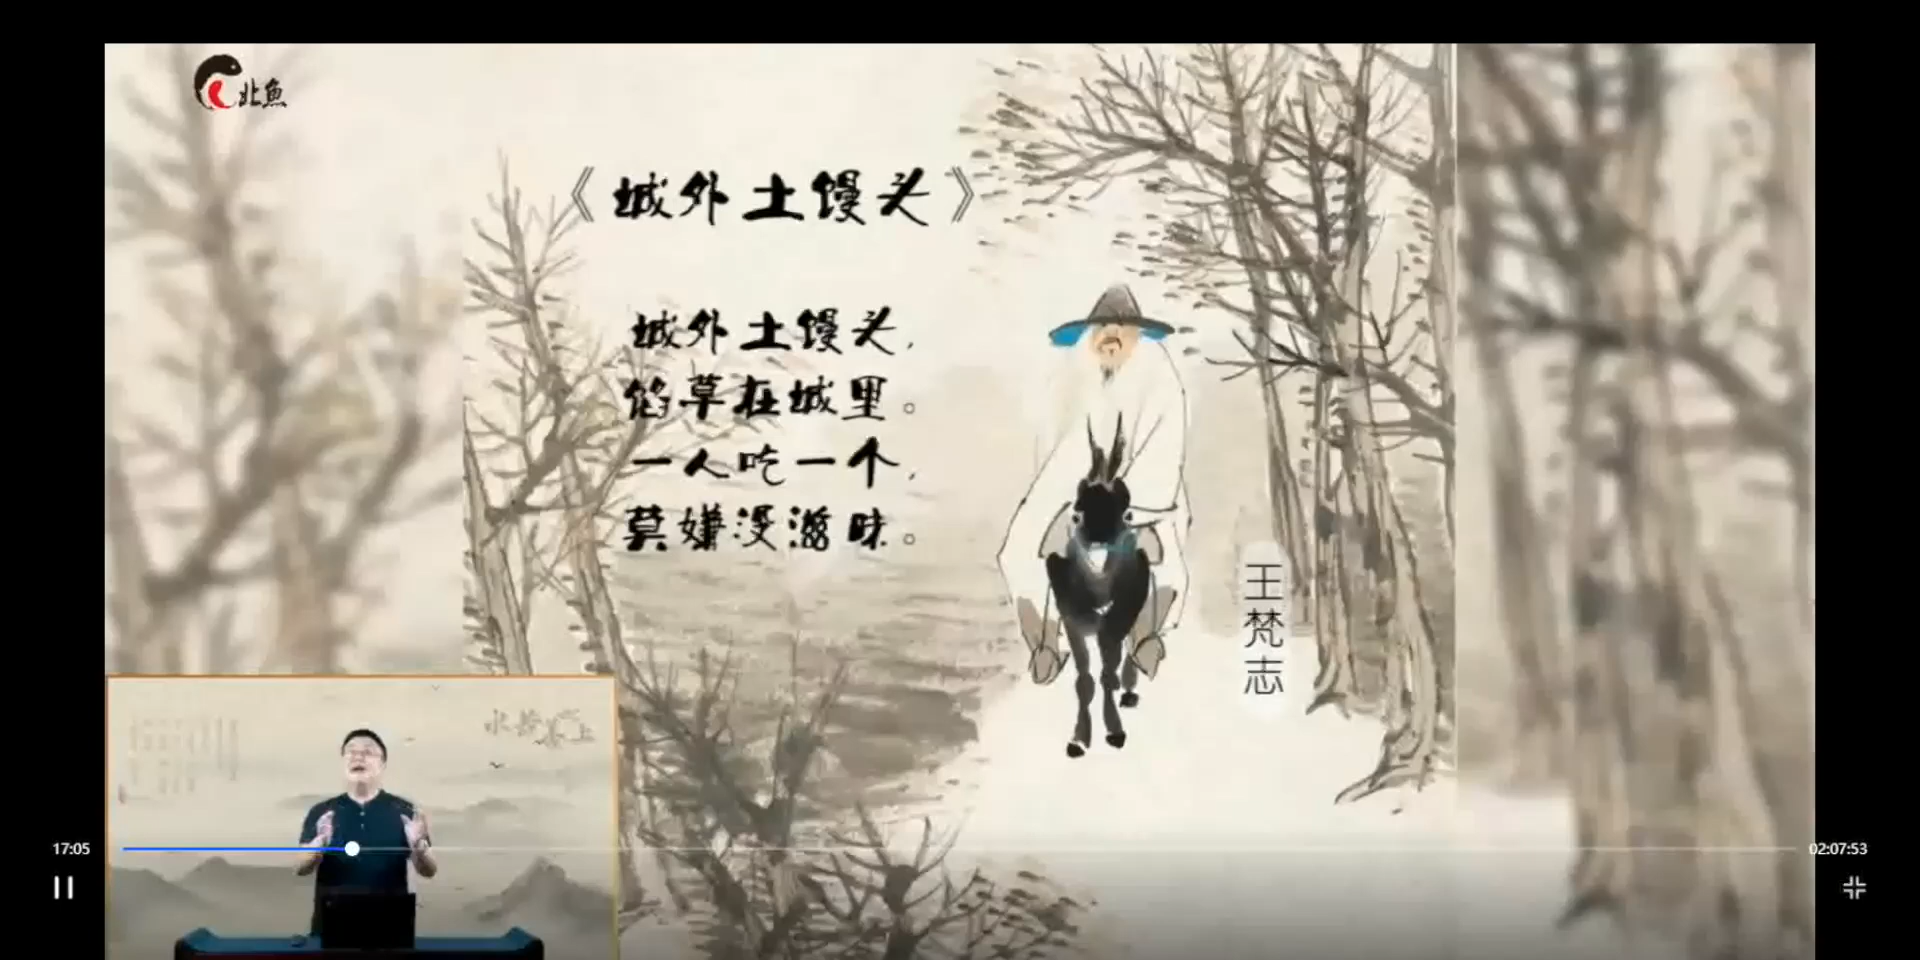 北魚
《城外土馒头》
城外土馒头，
馅草在城里。
一人吃一个，
莫嫌没滋味。
王梵志
17:05
02:07:53